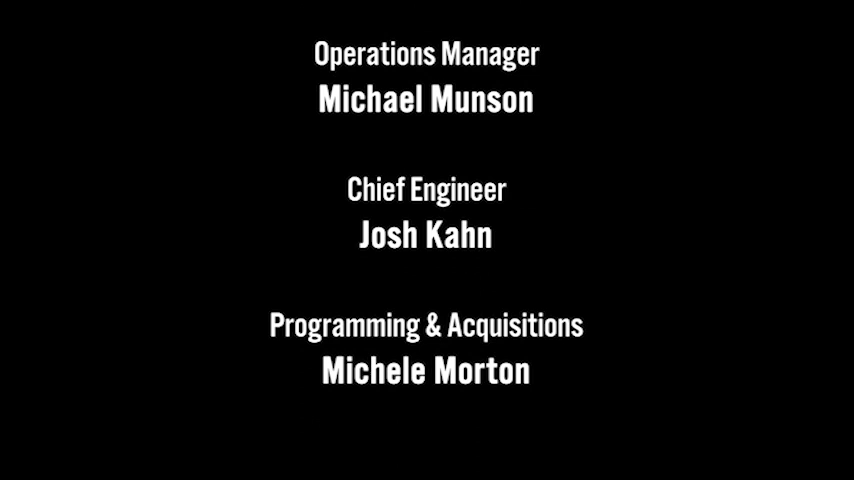 Operations Manager
Michael Munson
Chief Engineer
Josh Kahn
Programming & Acquisitions
Michele Morton